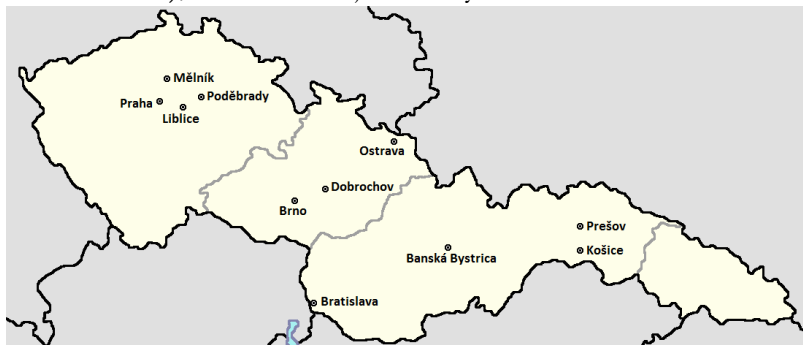 Mělník
Praha
Poděbrady
Liblice
Ostrava
Dobrochov
Brno
Prešov
Banská Bystrica
Košice
Bratislava